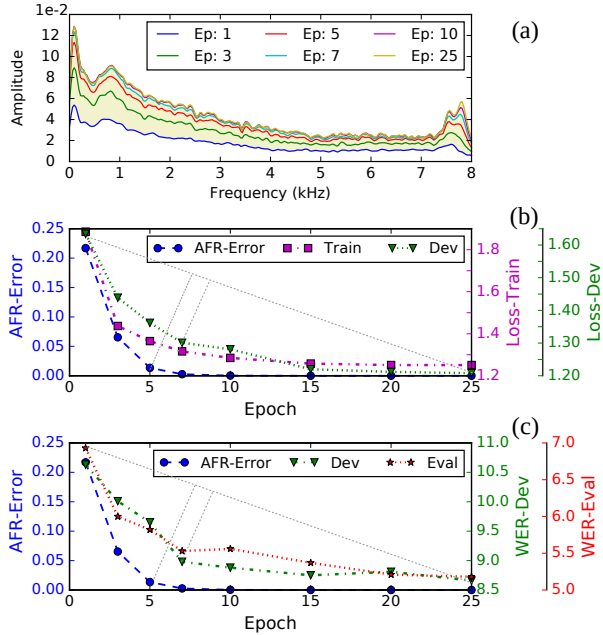 (a)
12 1e-2
10
8
6
4
2
0
Amplitude
Ep: 1 Ep: 5 Ep: 10
Ep: 3 Ep: 7 Ep: 25
0 1 2 3 4 5 6 7 8
Frequency (kHz)
(b)
0.25
0.20
0.15
0.10
0.05
0.00
AFR-Error
AFR-Error Train Dev
1.8
1.6
1.4
1.2
Loss-Train
1.60
1.50
1.40
1.30
1.20
Loss-Dev
0 5 10 15 20 25
Epoch
(c)
0.25
0.20
0.15
0.10
0.05
0.00
AFR-Error
AFR-Error Dev Eval
11.0
10.5
10.0
9.5
9.0
8.5
WER-Dev
7.0
6.5
6.0
5.5
5.0
WER-Eval
0 5 10 15 20 25
Epoch